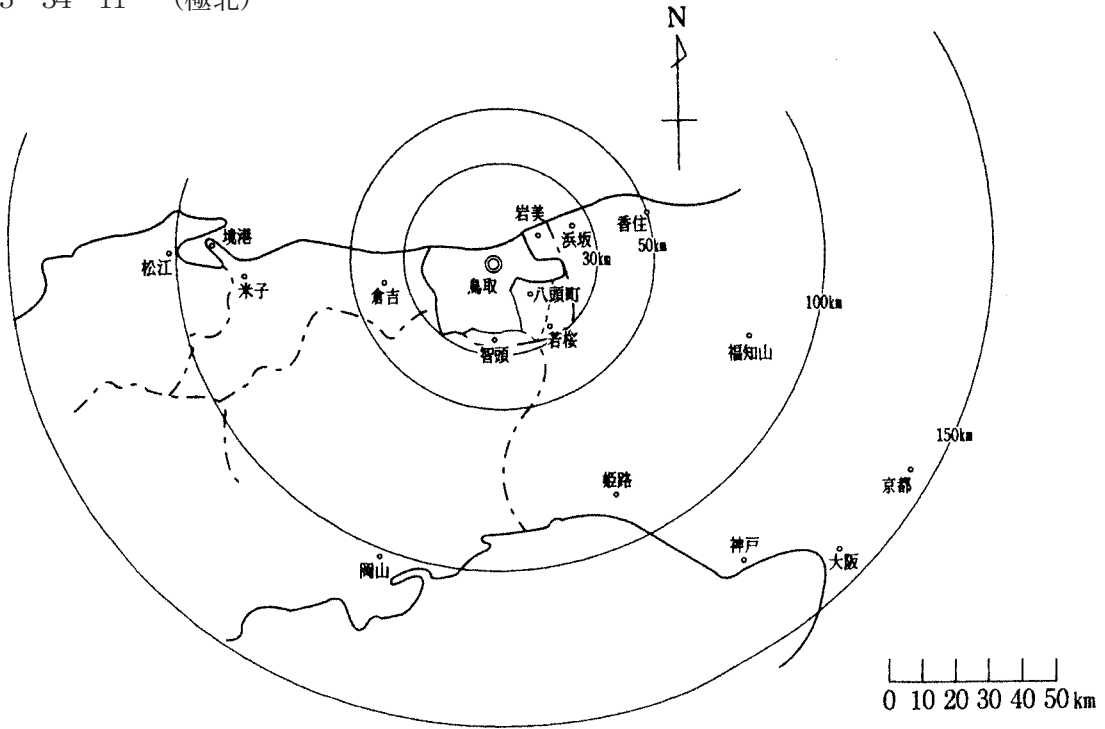 (極北)
N
岩美
香住
境港
浜坂
50km
松江
30km
米子
倉吉
鳥取
八頭町
100km
若桜
智頭
福知山
150km
姫路
京都
神戸
岡山
大阪
0 10 20 30 40 50 km